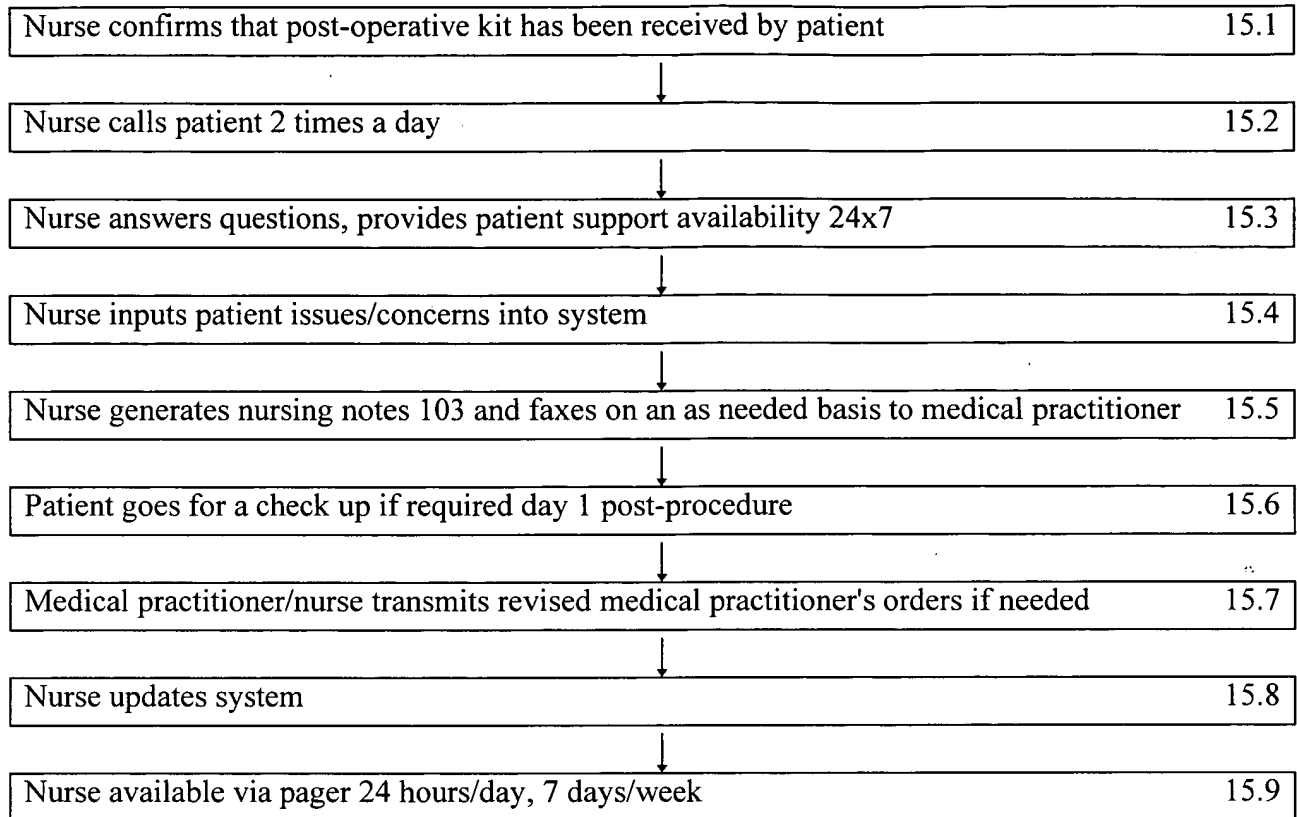 Nurse confirms that post-operative kit has been received by patient 15.1
Nurse calls patient 2 times a day 15.2
Nurse answers questions, provides patient support availability 24x7 15.3
Nurse inputs patient issues/concerns into system 15.4
Nurse generates nursing notes 103 and faxes on an as needed basis to medical practitioner 15.5
Patient goes for a check up if required day 1 post-procedure 15.6
Medical practitioner/nurse transmits revised medical practitioner's orders if needed 15.7
Nurse updates system 15.8
Nurse available via pager 24 hours/day, 7 days/week 15.9